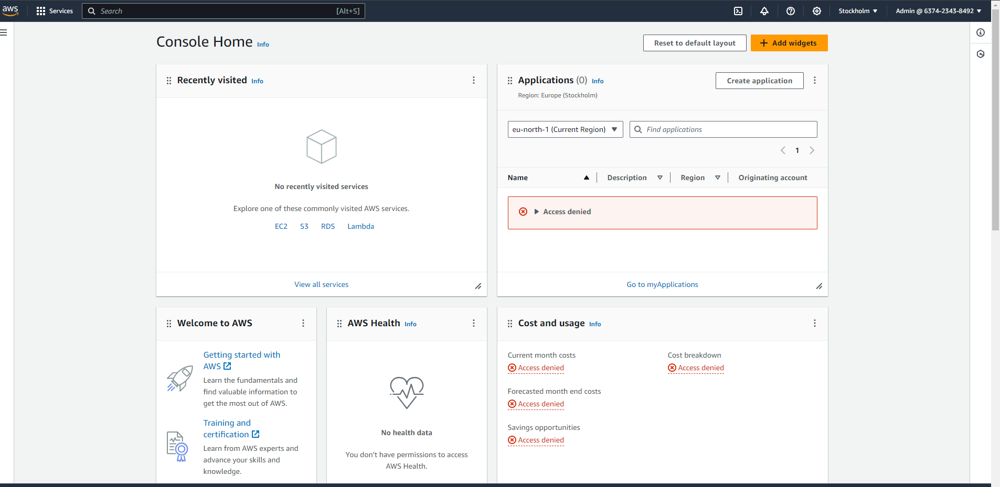 aws
Services
Search
[Alt+S]
Stockholm
Admin @ 6374-2343-8492
Console Home Info
Reset to default layout
Add widgets
Recently visited Info
No recently visited services
Explore one of these commonly visited AWS services.
EC2 S3 RDS Lambda
View all services
Applications (0) Info
Region: Europe (Stockholm)
Create application
eu-north-1 (Current Region)
Find applications
1
Name Description Region Originating account
Access denied
Go to myApplications
Welcome to AWS
Getting started with
AWS
Learn the fundamentals and
find valuable information to
get the most out of AWS.
Training and
certification
Learn from AWS experts and
advance your skills and
knowledge.
AWS Health Info
No health data
You don't have permissions to access
AWS Health.
Cost and usage Info
Current month costs
Access denied
Forecasted month end costs
Access denied
Savings opportunities
Access denied
Cost breakdown
Access denied